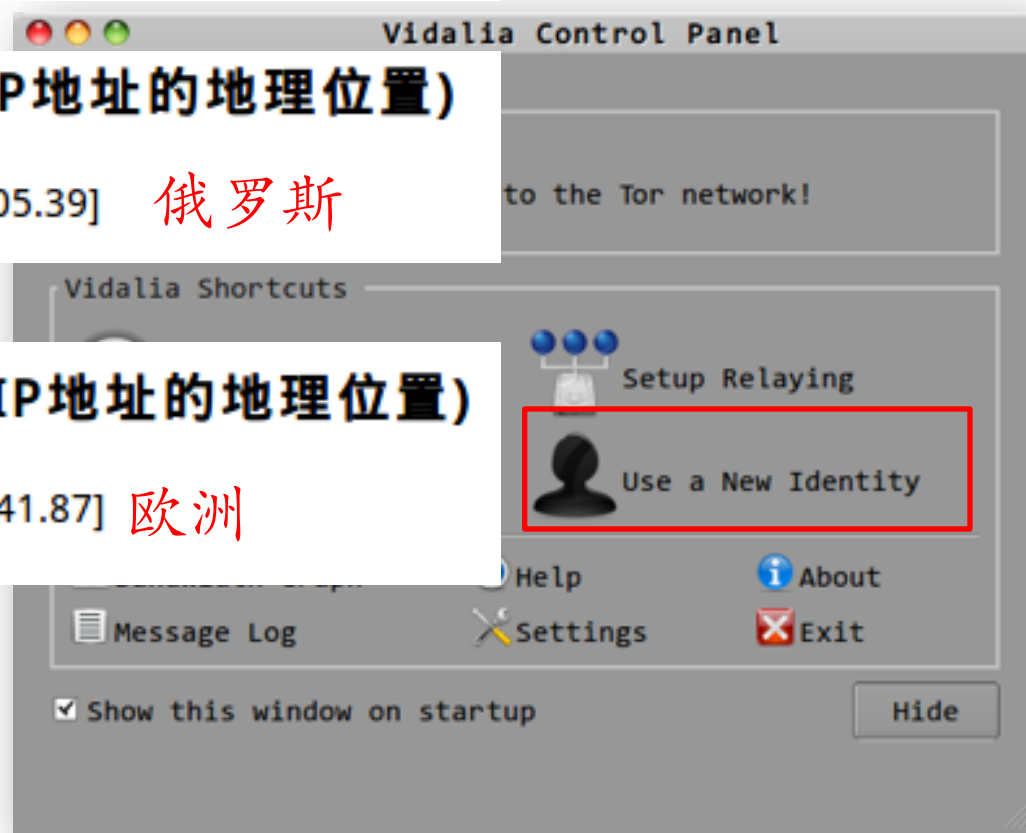 Vidalia Control Panel
P地址的地理位置)
05.39] 俄罗斯
to the Tor network!
Vidalia Shortcuts
Setup Relaying
IP地址的地理位置)
41.87] 欧洲
Use a New Identity
Help
About
Message Log
Settings
Exit
Show this window on startup
Hide